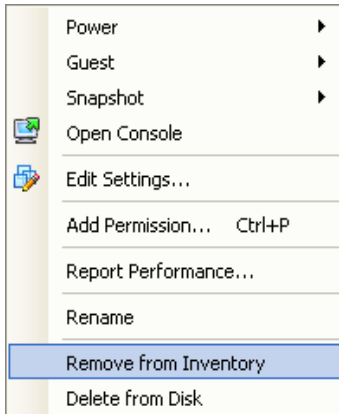 Power
Guest
Snapshot
Open Console
Edit Settings...
Add Permission... Ctrl+P
Report Performance...
Rename
Remove from Inventory
Delete from Disk